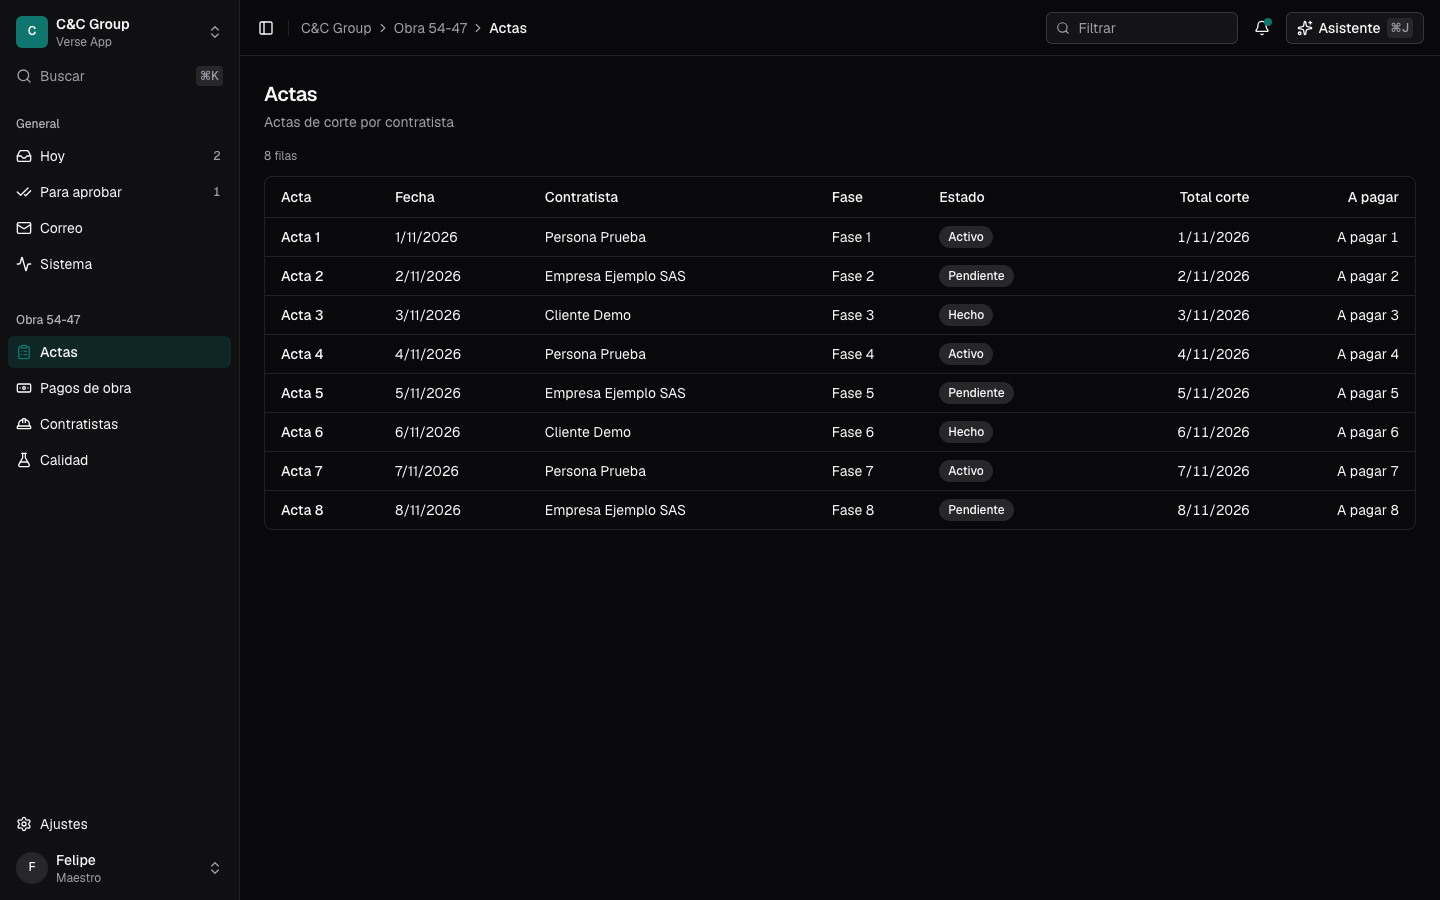 C
C&C Group
Verse App
Buscar
⌘K
General
Hoy
2
Para aprobar
1
Correo
Sistema
Obra 54-47
Actas
Pagos de obra
Contratistas
Calidad
Ajustes
F
Felipe
Maestro
C&C Group > Obra 54-47 > Actas
Filtrar
Asistente ⌘J
Actas
Actas de corte por contratista
8 filas
Acta Fecha Contratista Fase Estado Total corte A pagar
Acta 1 1/11/2026 Persona Prueba Fase 1 Activo 1/11/2026 A pagar 1
Acta 2 2/11/2026 Empresa Ejemplo SAS Fase 2 Pendiente 2/11/2026 A pagar 2
Acta 3 3/11/2026 Cliente Demo Fase 3 Hecho 3/11/2026 A pagar 3
Acta 4 4/11/2026 Persona Prueba Fase 4 Activo 4/11/2026 A pagar 4
Acta 5 5/11/2026 Empresa Ejemplo SAS Fase 5 Pendiente 5/11/2026 A pagar 5
Acta 6 6/11/2026 Cliente Demo Fase 6 Hecho 6/11/2026 A pagar 6
Acta 7 7/11/2026 Persona Prueba Fase 7 Activo 7/11/2026 A pagar 7
Acta 8 8/11/2026 Empresa Ejemplo SAS Fase 8 Pendiente 8/11/2026 A pagar 8